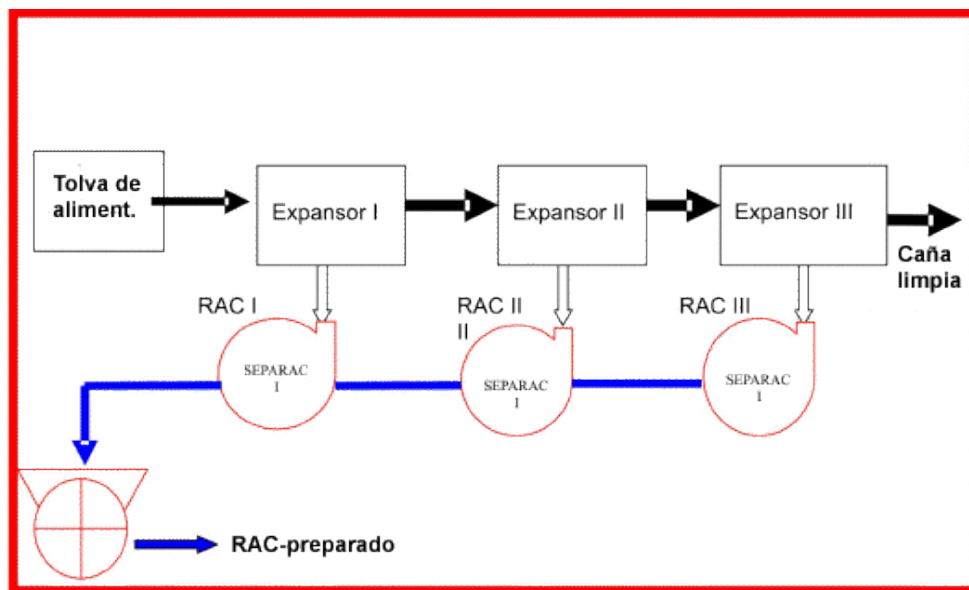 Tolva de
aliment.
Expansor I
Expansor II
Expansor III
Caña
limpia
RAC I
RAC II
II
RAC III
SEPARAC
I
SEPARAC
I
SEPARAC
I
RAC-preparado